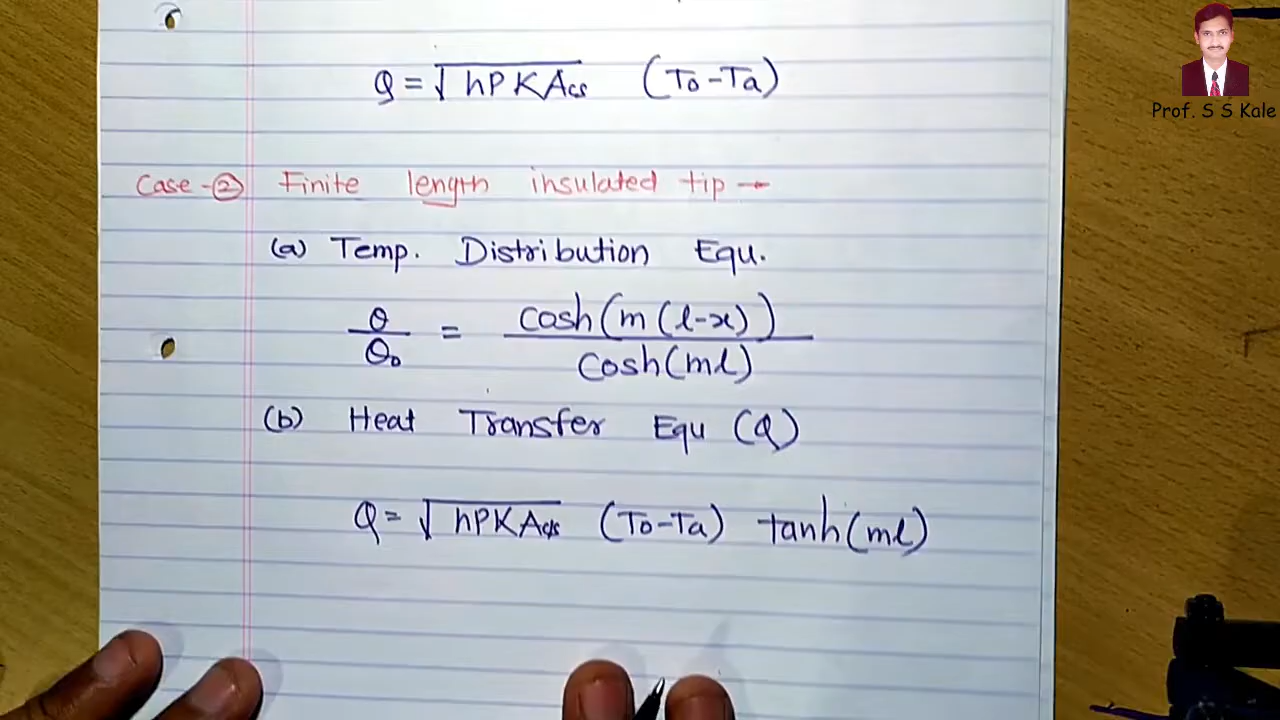 Q = √hPKAcs (To-Ta)
Prof. S S Kale
Case-② Finite length insulated tip →
(a) Temp. Distribution Equ.
θ/θo = cosh(m(l-x))/cosh(ml)
(b) Heat Transfer Equ (Q)
Q = √hPKAcs (To-Ta) tanh(ml)